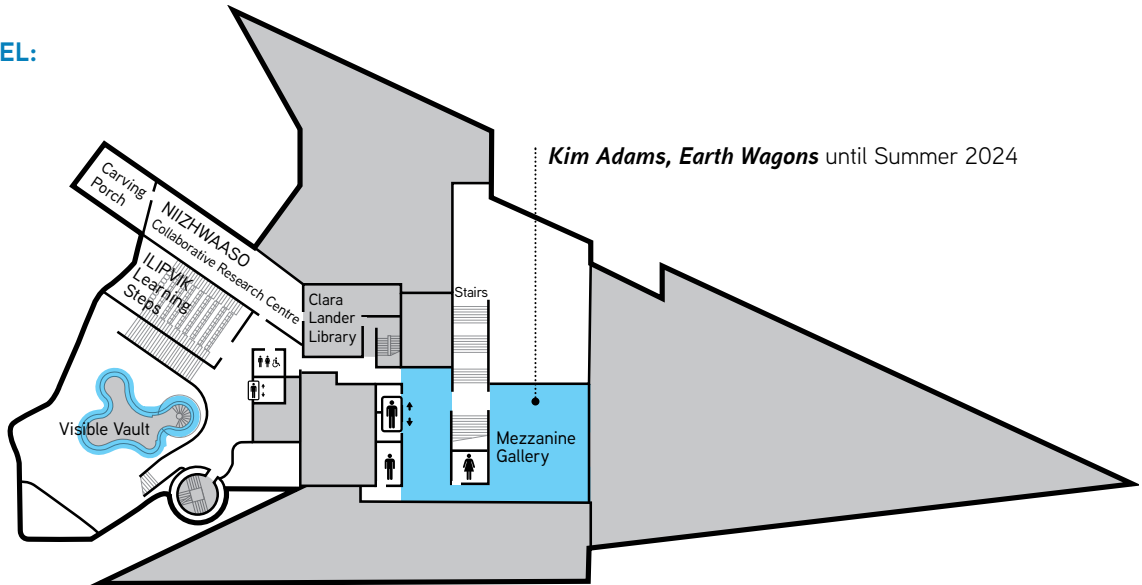 EL:
Kim Adams, Earth Wagons until Summer 2024
Carving
Porch
NIIZHWAASO
Collaborative Research Centre
ILIPVIK
Learning
Steps
Clara
Lander
Library
Stairs
Visible Vault
Mezzanine
Gallery